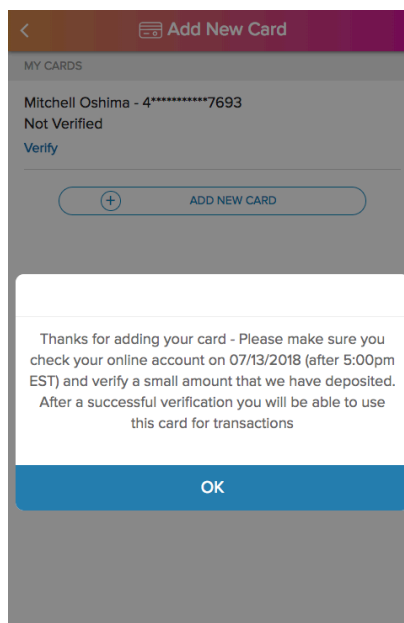 Add New Card
MY CARDS
Mitchell Oshima - 4***********7693
Not Verified
Verify
ADD NEW CARD
Thanks for adding your card - Please make sure you
check your online account on 07/13/2018 (after 5:00pm
EST) and verify a small amount that we have deposited.
After a successful verification you will be able to use
this card for transactions
OK